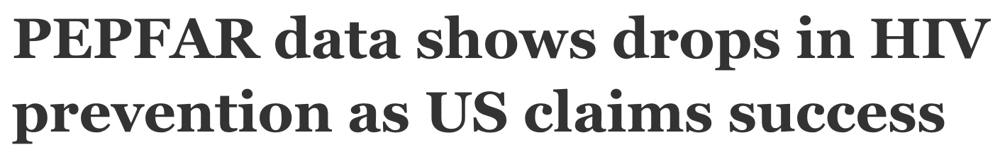 PEPFAR data shows drops in HIV
prevention as US claims success